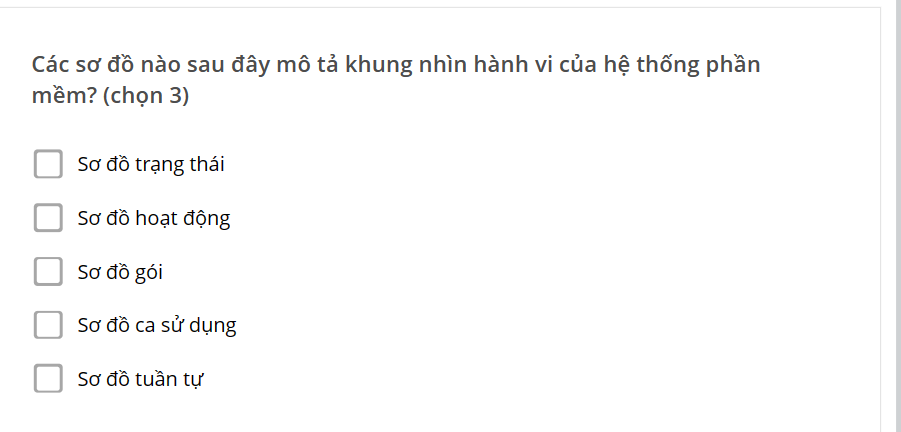 Các sơ đồ nào sau đây mô tả khung nhìn hành vi của hệ thống phần
mềm? (chọn 3)
Sơ đồ trạng thái
Sơ đồ hoạt động
Sơ đồ gói
Sơ đồ ca sử dụng
Sơ đồ tuần tự